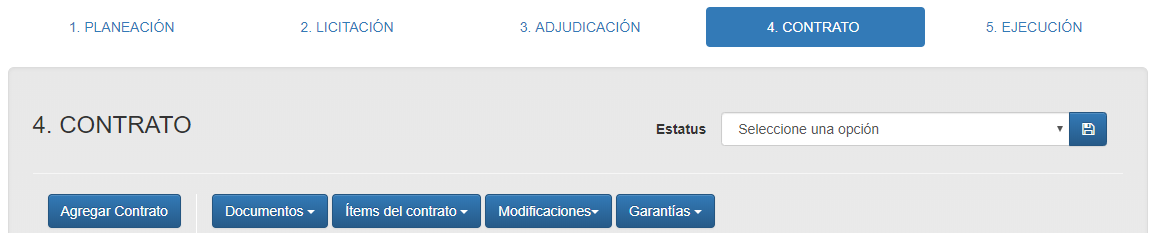 1. PLANEACIÓN 2. LICITACIÓN 3. ADJUDICACIÓN 4. CONTRATO 5. EJECUCIÓN
4. CONTRATO Estatus Seleccione una opción
Agregar Contrato Documentos Ítems del contrato Modificaciones Garantías